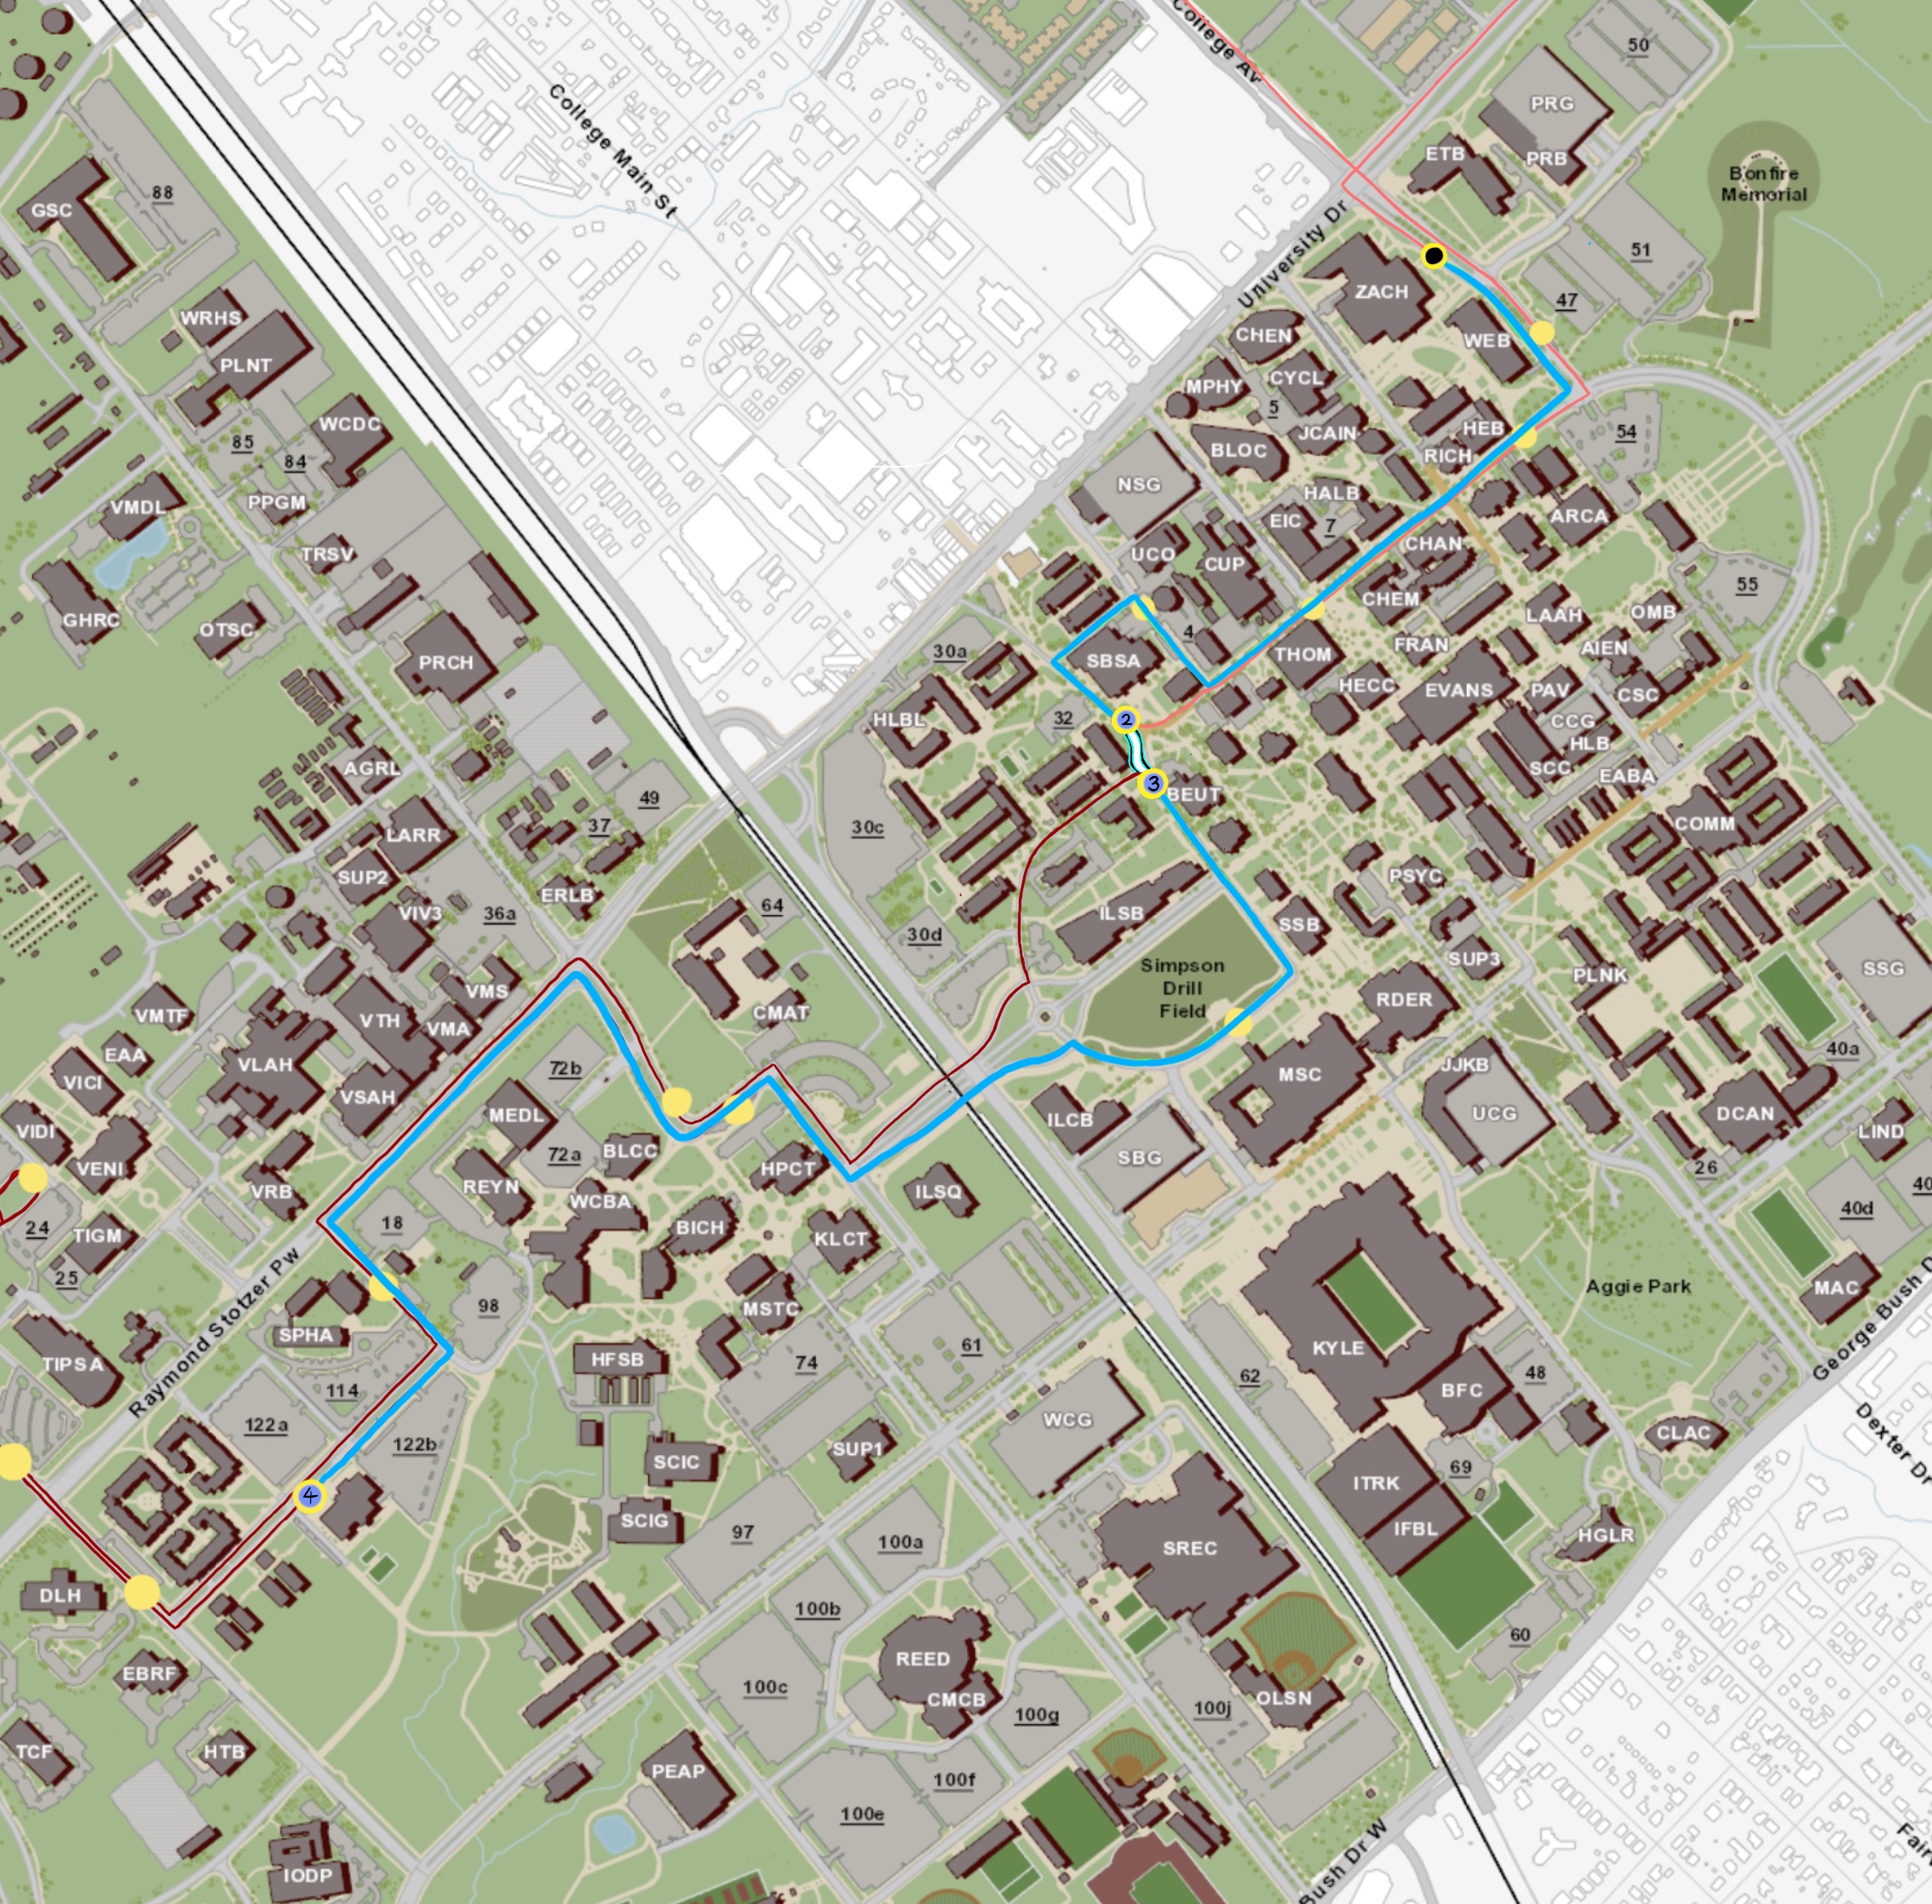 College Av
College Main St
50
PRG
ETB
PRB
Bonfire
Memorial
88
GSC
University Dr
51
ZACH
47
WRHS
CHEN
WEB
PLNT
MPHY
CYCL
5
WCDC
HEB
54
85
JCAIN
84
BLOC
RICH
NSG
HALB
PPGM
VMDL
EIC
7
ARCA
CHAN
TRSV
UCO
CUP
55
CHEM
LAAH
OMB
GHRC
OTSC
4
FRAN
AIEN
30a
THOM
PRCH
SBSA
HECC
EVANS
PAV
CSC
HLBL
32
2
CCG
HLB
AGRL
SCC
EABA
3
BEUT
49
37
30c
COMM
LARR
SUP2
PSYC
ERLB
64
VIV3
36a
ILSB
SSB
30d
SUP3
Simpson
Drill
Field
PLNK
SSG
VMS
RDER
VMTF
VTH
VMA
CMAT
40a
EAA
VLAH
72b
JJKB
VICI
MSC
VSAH
MEDL
ILCB
UCG
DCAN
VIDI
72a
BLCC
SBG
LIND
VENI
HPCT
26
VRB
REYN
WCBA
ILSQ
40
24
18
BICH
40d
TIGM
KLCT
25
Aggie Park
MAC
98
MSTC
Raymond Stotzer Pw
SPHA
George Bush D
TIPSA
HFSB
74
61
KYLE
62
48
114
BFC
122a
WCG
122b
CLAC
SUP1
Dexter Dr
SCIC
ITRK
69
4
SCIG
97
100a
SREC
IFBL
HGLR
DLH
100b
60
REED
EBRF
100c
CMCB
OLSN
100g
100j
TCF
HTB
PEAP
100f
100e
Bush Dr W
IODP